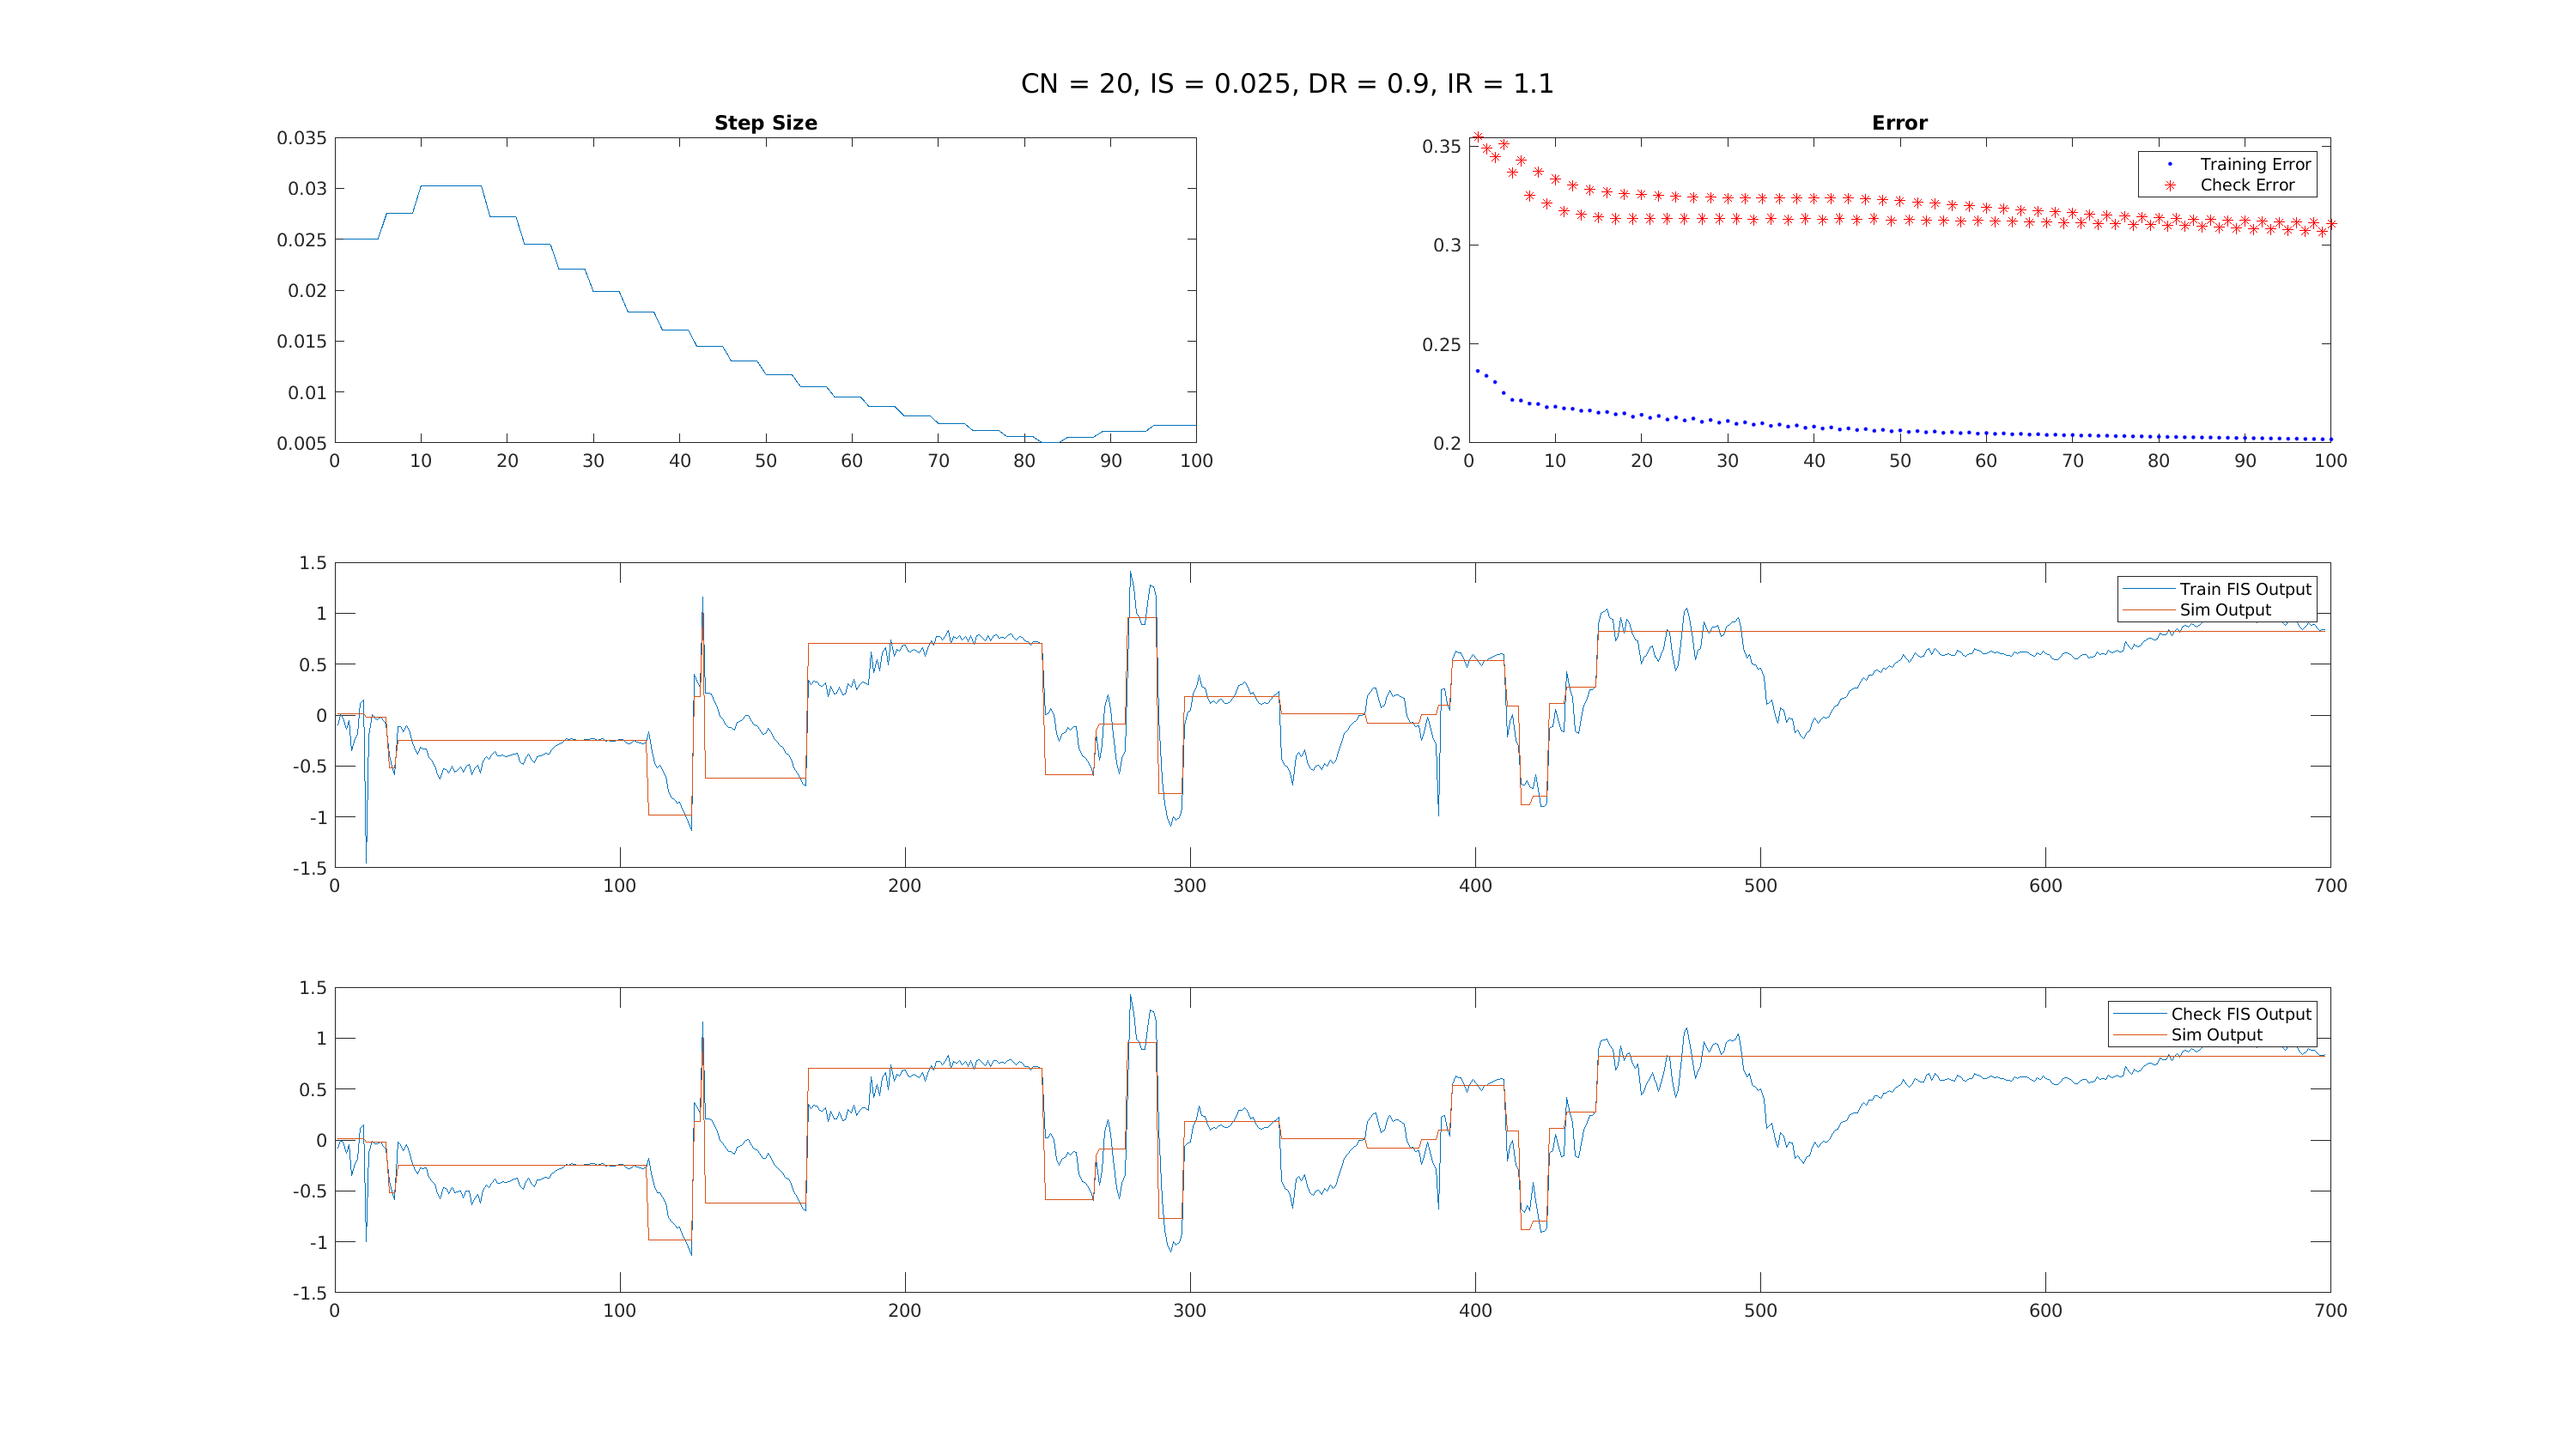 CN = 20, IS = 0.025, DR = 0.9, IR = 1.1
Step Size
0.035
0.03
0.025
0.02
0.015
0.01
0.005
0 10 20 30 40 50 60 70 80 90 100
Error
0.35
0.3
0.25
0.2
0 10 20 30 40 50 60 70 80 90 100
Training Error
Check Error
1.5
1
0.5
0
-0.5
-1
-1.5
0 100 200 300 400 500 600 700
Train FIS Output
Sim Output
1.5
1
0.5
0
-0.5
-1
-1.5
0 100 200 300 400 500 600 700
Check FIS Output
Sim Output